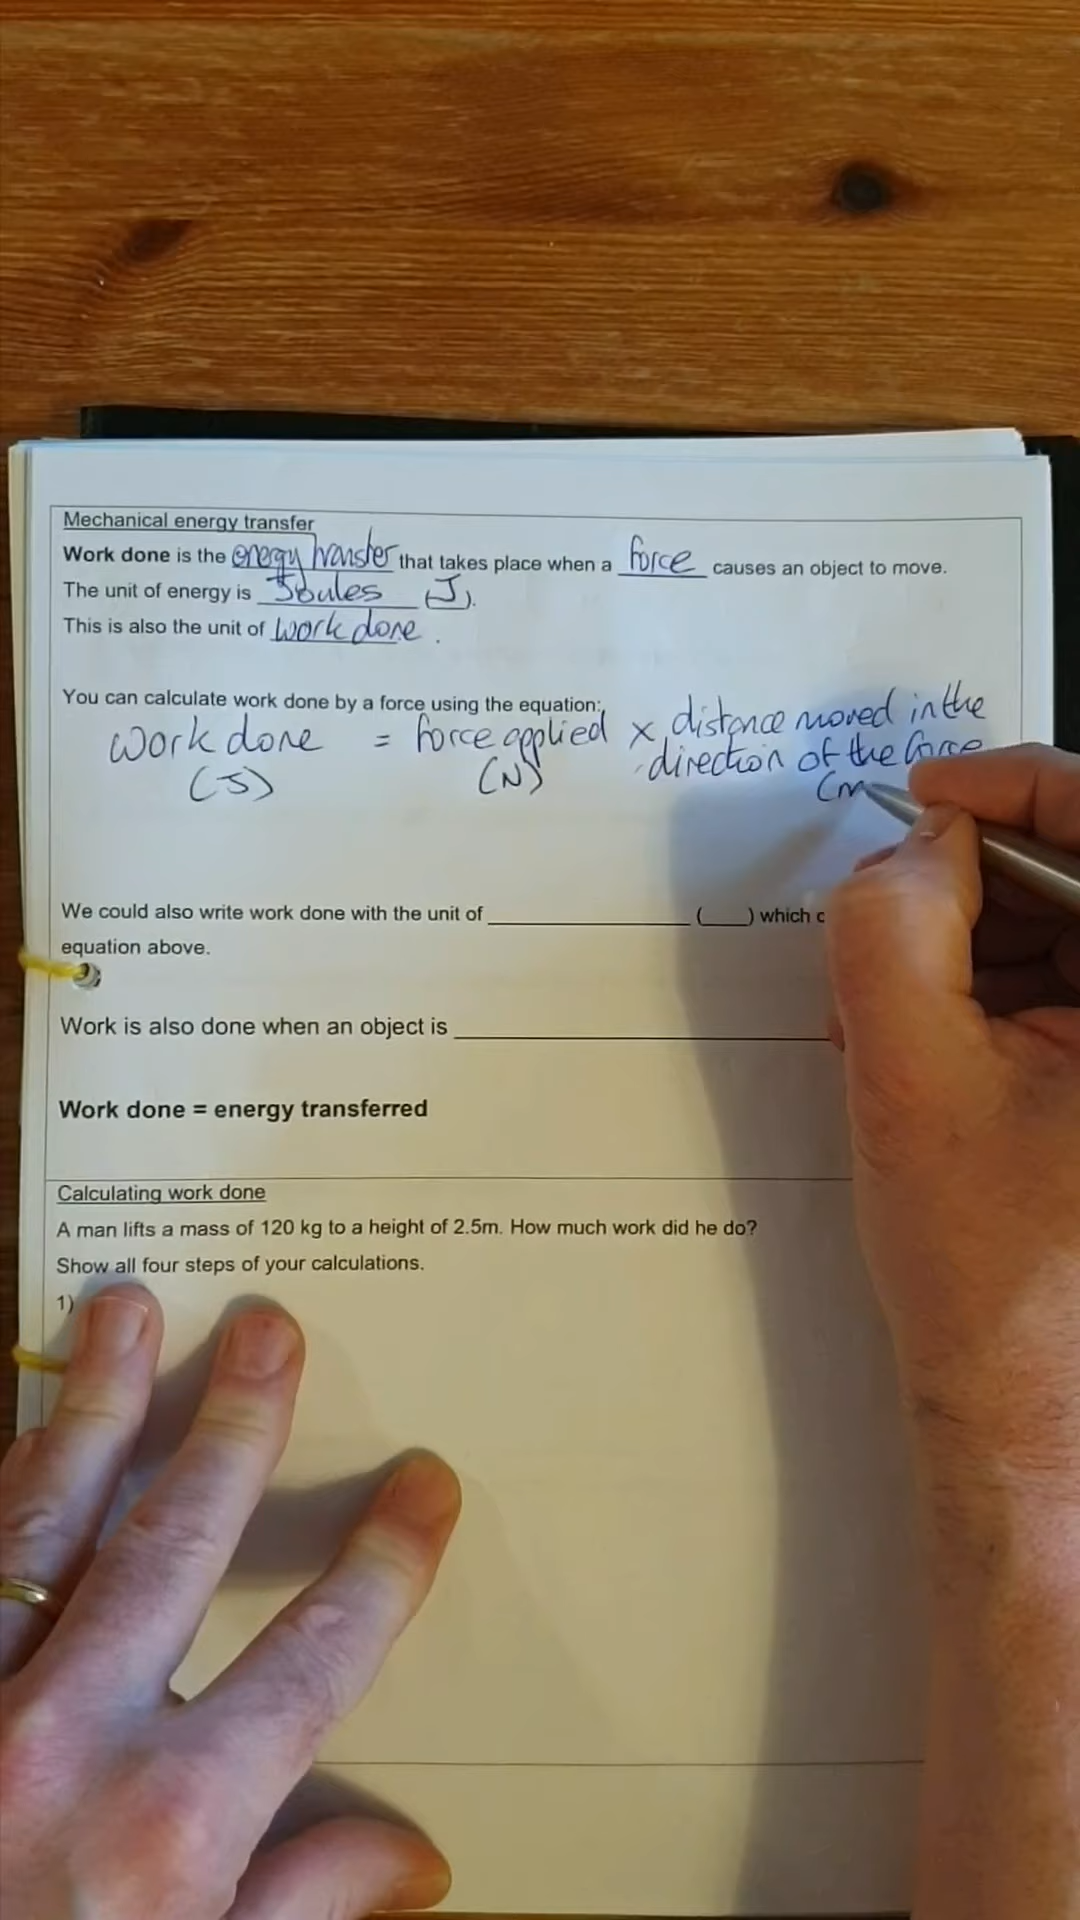 Mechanical energy transfer
Work done is the energy transfer that takes place when a force causes an object to move.
The unit of energy is Joules (J).
This is also the unit of work done.
You can calculate work done by a force using the equation:
work done = force applied × distance moved in the
direction of the force
(J) (N) (m
We could also write work done with the unit of ____________ (____) which c
equation above.
Work is also done when an object is ____________
Work done = energy transferred
Calculating work done
A man lifts a mass of 120 kg to a height of 2.5m. How much work did he do?
Show all four steps of your calculations.
1)